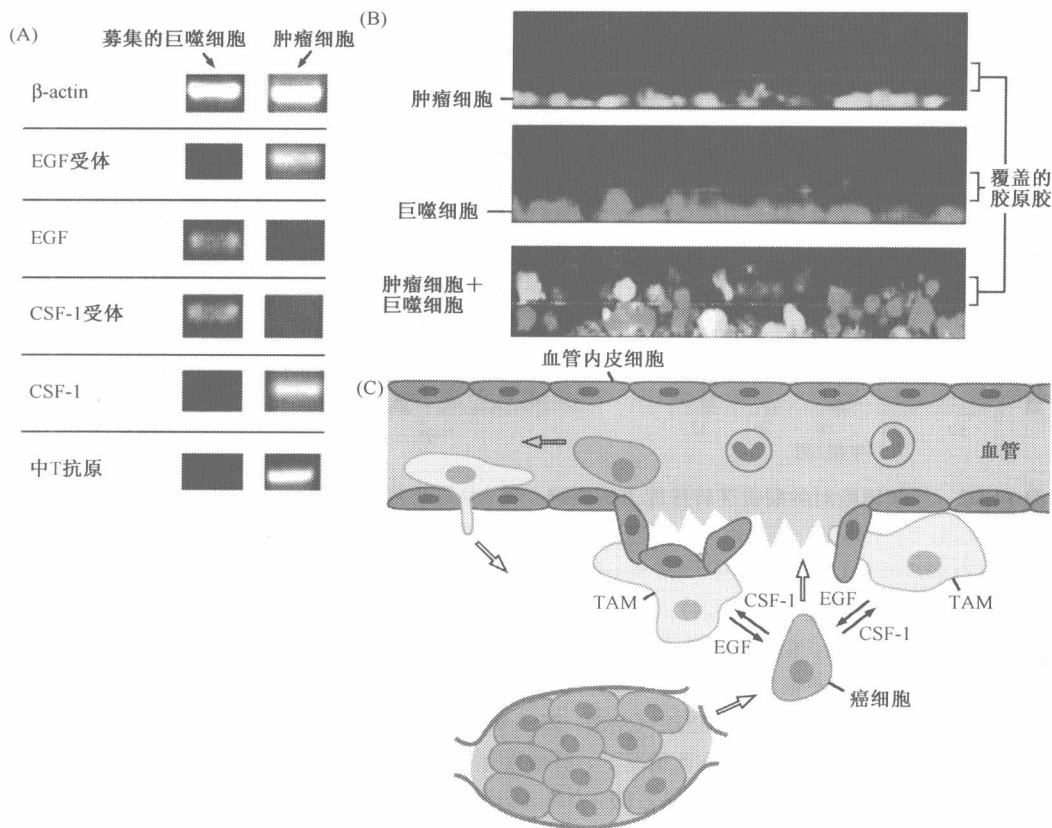 (A)
募集的巨噬细胞 肿瘤细胞
β-actin
EGF受体
EGF
CSF-1受体
CSF-1
中T抗原
(B)
肿瘤细胞
巨噬细胞
肿瘤细胞+
巨噬细胞
覆盖的
胶原胶
(C)
血管内皮细胞
血管
TAM
CSF-1
EGF
EGF
CSF-1
TAM
癌细胞